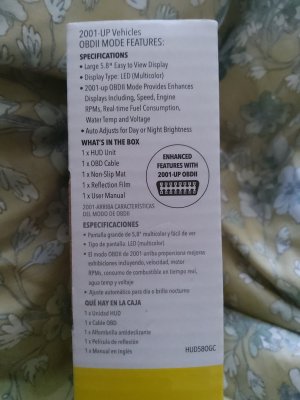 2001-UP Vehicles
OBDII MODE FEATURES:
SPECIFICATIONS
• Large 5.8" Easy to View Display
• Display Type: LED (Multicolor)
• 2001-up OBDII Mode Provides Enhances
Displays Including, Speed, Engine
RPMs, Real-time Fuel Consumption,
Water Temp and Voltage
• Auto Adjusts for Day or Night Brightness
WHAT'S IN THE BOX
1 x HUD Unit
1 x OBD Cable
1 x Non-Slip Mat
1 x Reflection Film
1 x User Manual
ENHANCED
FEATURES WITH
2001-UP OBDII
2001-ARRIBA CARACTERÍSTICAS
DEL MODO DE OBDII
ESPECIFICACIONES
• Pantalla grande de 5,8" multicolor y fácil de ver
• Tipo de pantalla: LED (multicolor)
• El modo OBDII de 2001 arriba proporciona mejores
exhibiciones incluyendo, velocidad, motor
RPMs, consumo de combustible en tiempo real,
agua temp y voltaje
• Ajuste automático para día o brillo nocturno
QUÉ HAY EN LA CAJA
1 x Unidad HUD
1 x Cable OBD
1 x Alfombrilla antideslizante
1 x Película de reflexión
1 x Manual en inglés
HUD58OGC